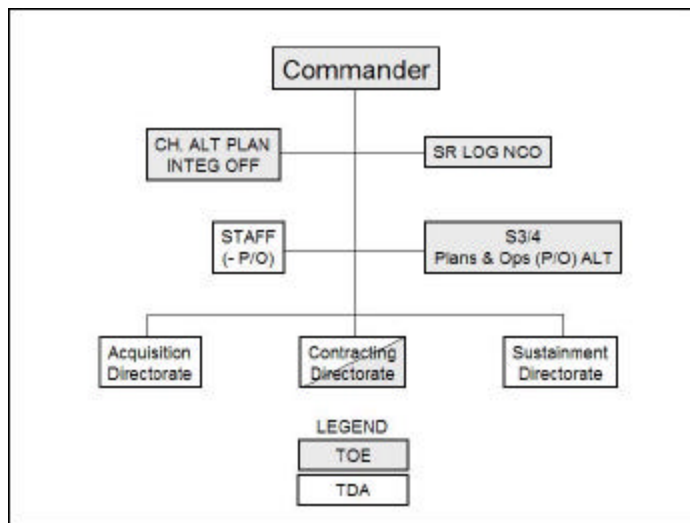 Commander
CH. ALT PLAN
INTEG OFF
SR LOG NCO
STAFF
(- P/O)
S3/4
Plans & Ops (P/O) ALT
Acquisition
Directorate
Contracting
Directorate
Sustainment
Directorate
LEGEND
TOE
TDA